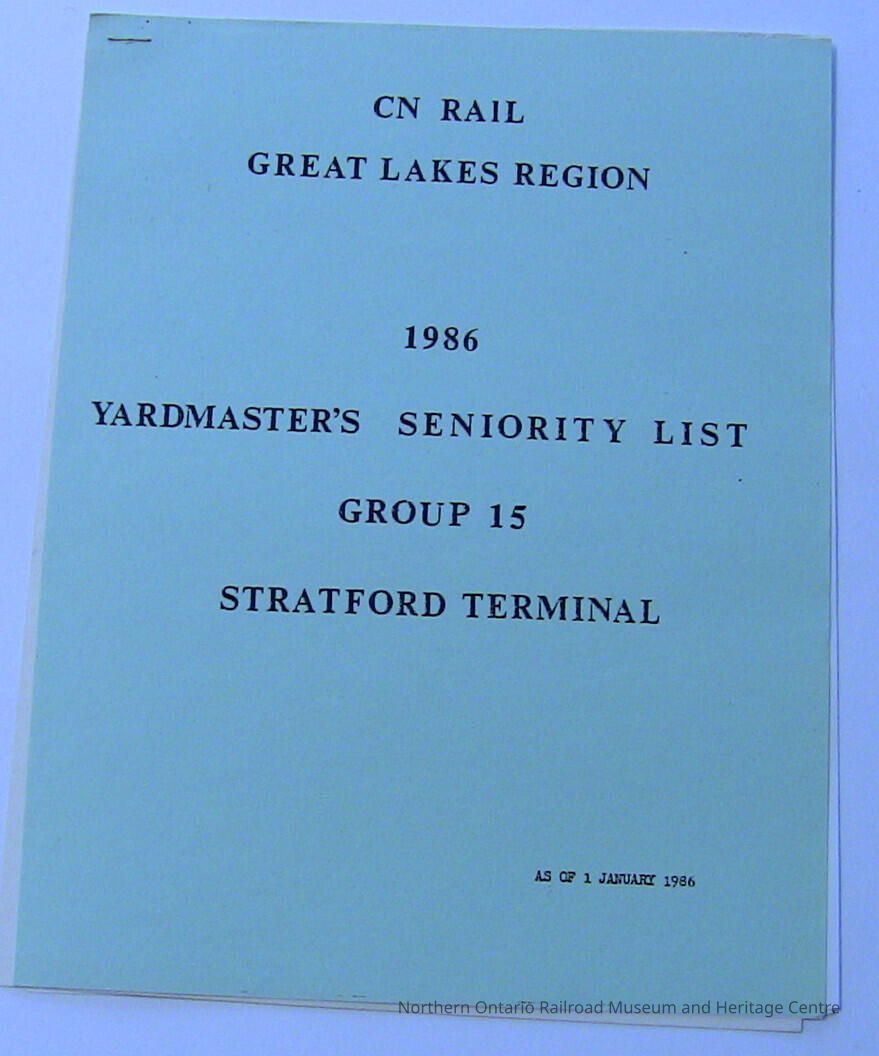 CN RAIL
GREAT LAKES REGION
1986
YARDMASTER'S SENIORITY LIST
GROUP 15
STRATFORD TERMINAL
AS OF 1 JANUARY 1986
Northern Ontario Railroad Museum and Heritage Centre